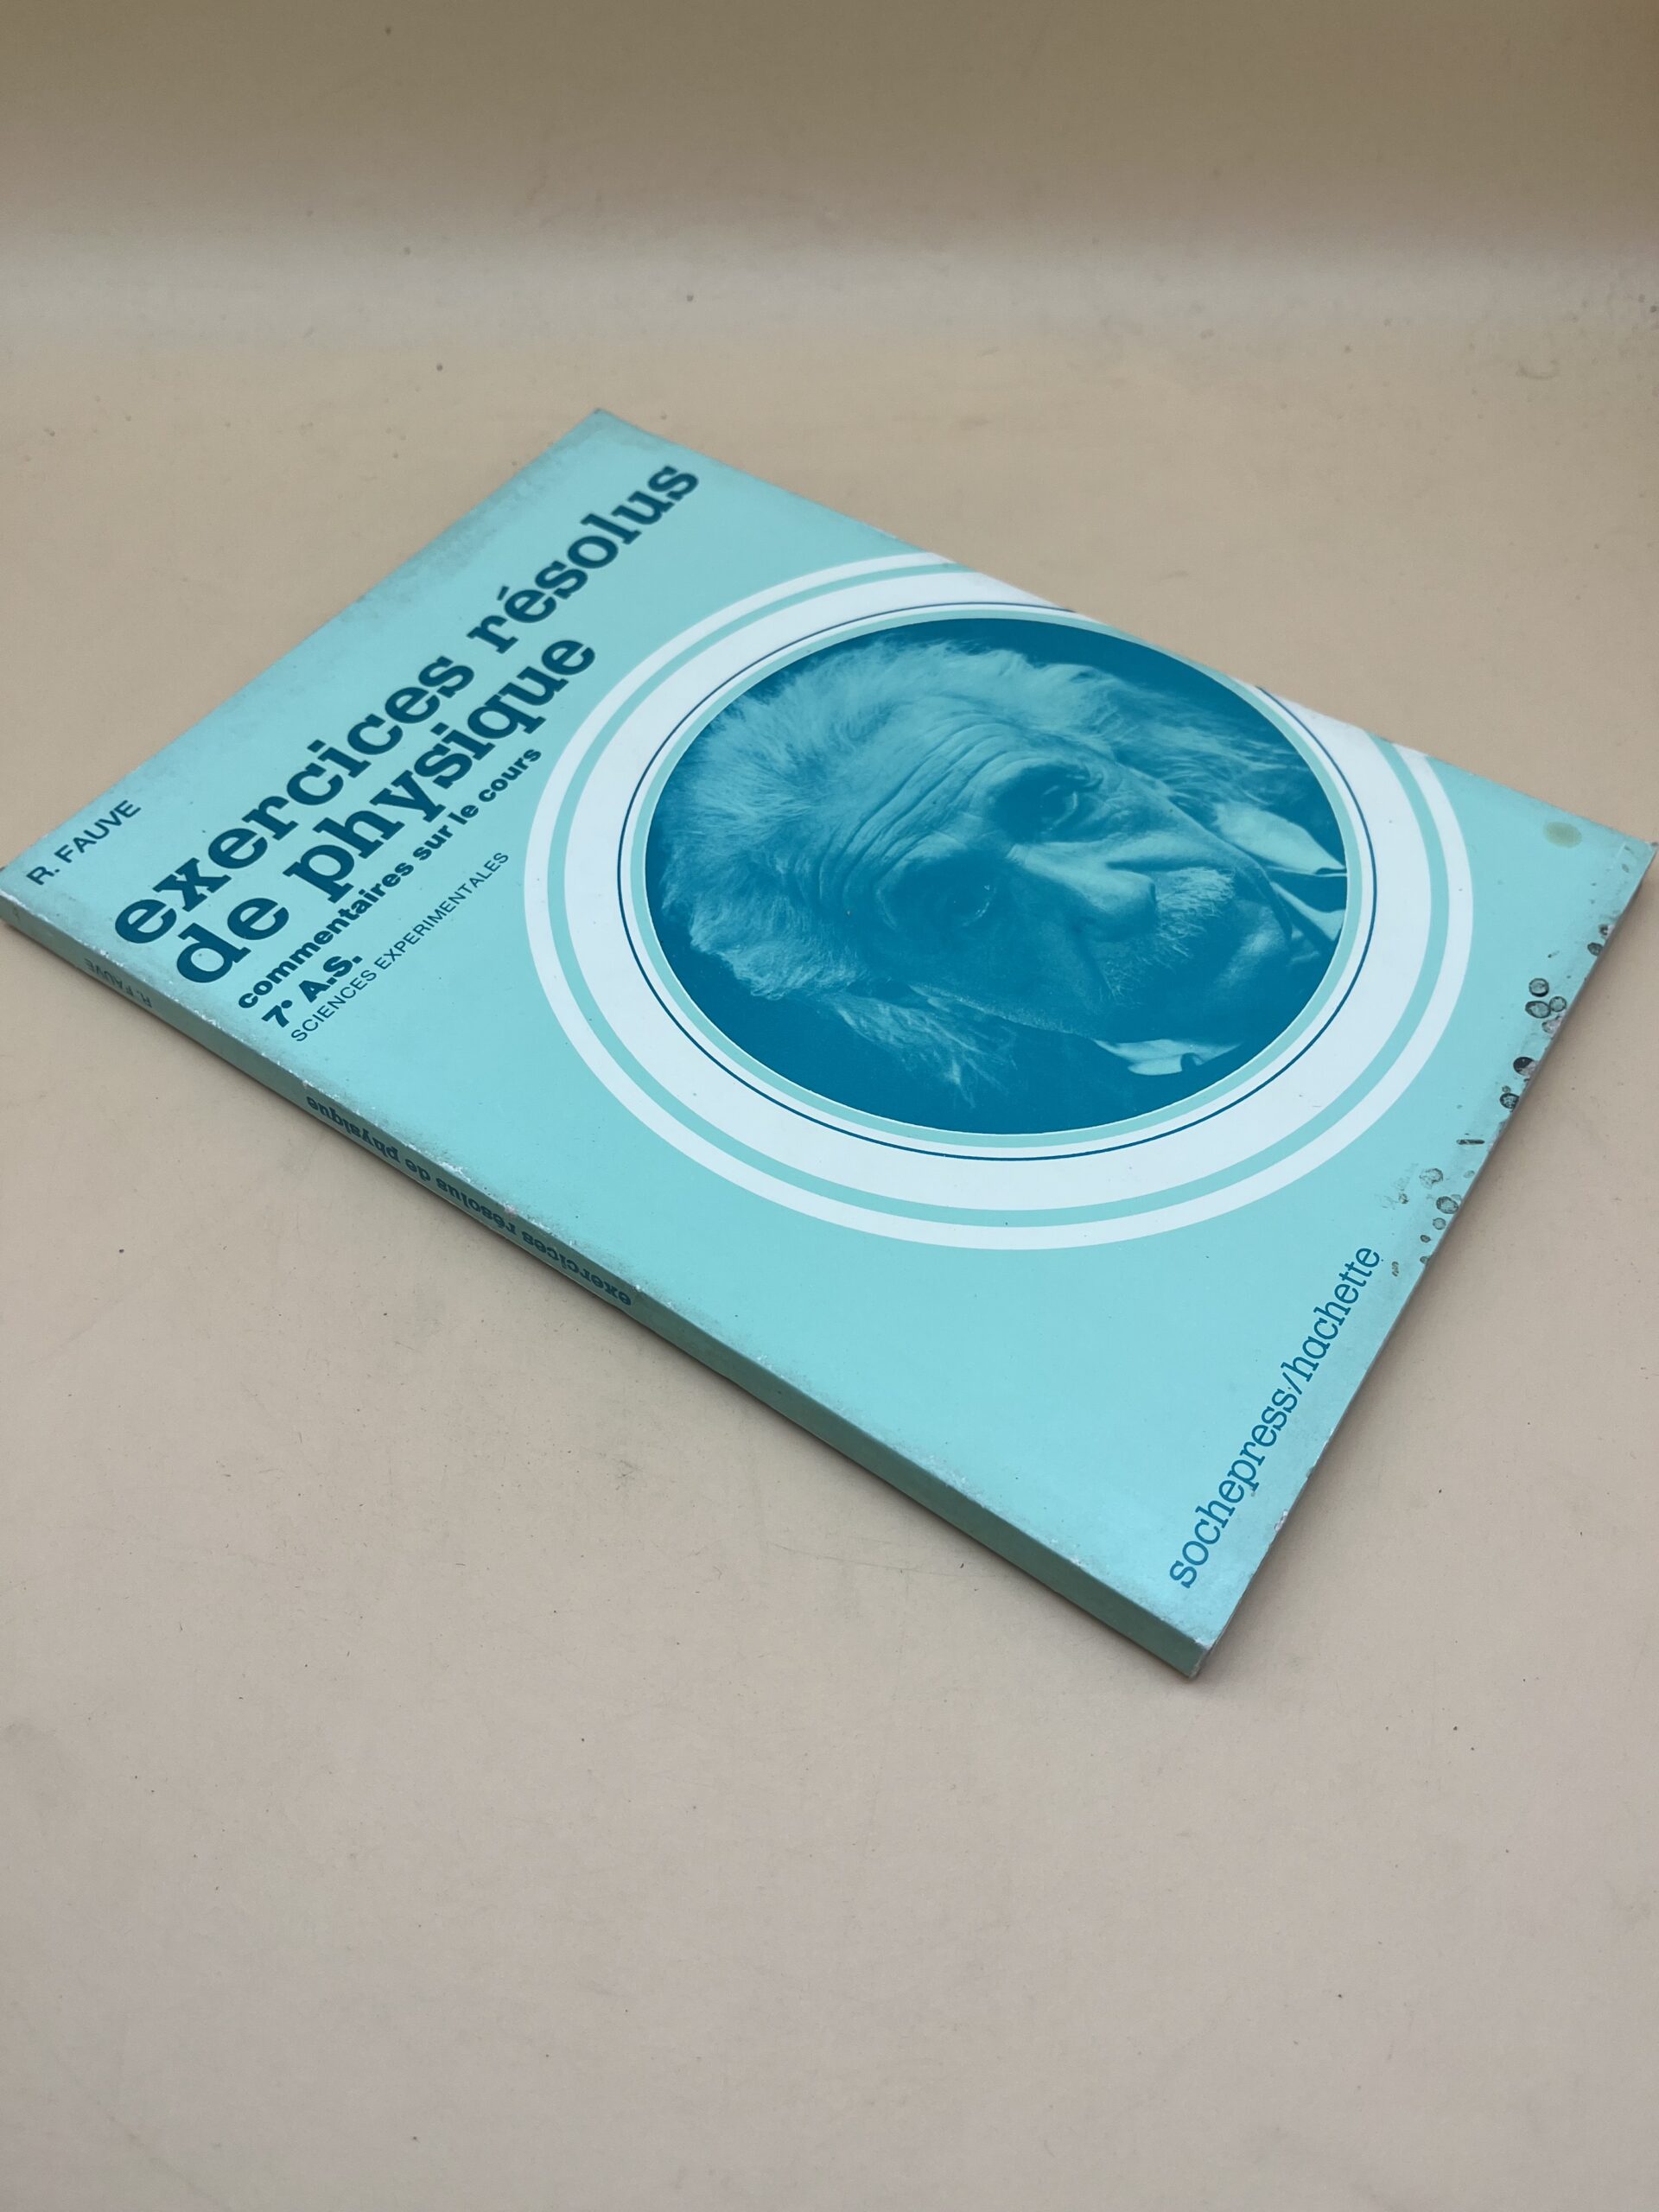 R. FAUVE
exercices résolus
de physique
commentaires sur le cours
7e A.S.
SCIENCES EXPERIMENTALES
sochepress/hachette
exercices résolus de physique
R. FAUVE